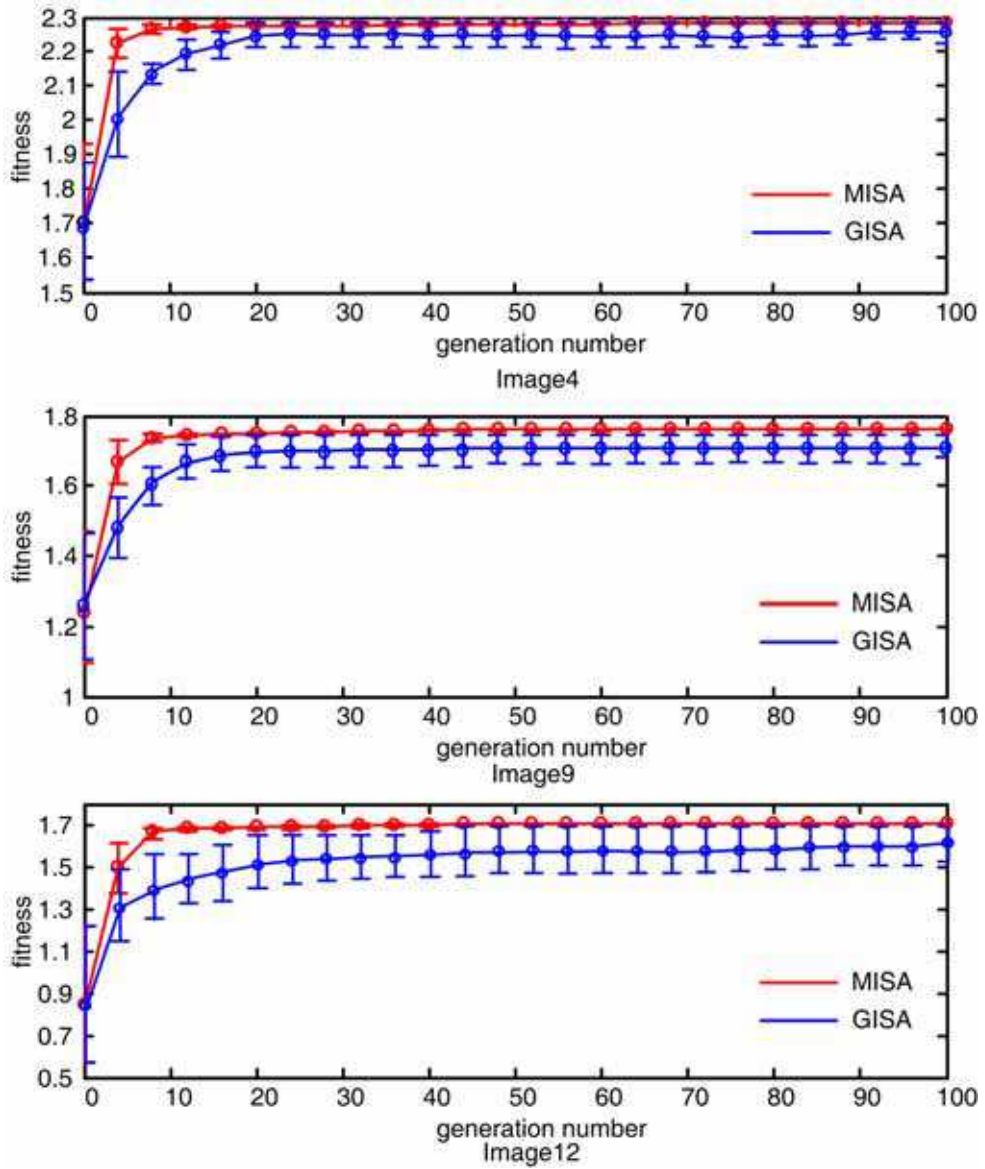 2.3
2.2
2.1
2
1.9
1.8
1.7
1.6
1.5
fitness
MISA
GISA
0 10 20 30 40 50 60 70 80 90 100
generation number
Image4
1.8
1.6
1.4
1.2
1
fitness
MISA
GISA
0 10 20 30 40 50 60 70 80 90 100
generation number
Image9
1.7
1.5
1.3
1.1
0.9
0.7
0.5
fitness
MISA
GISA
0 10 20 30 40 50 60 70 80 90 100
generation number
Image12